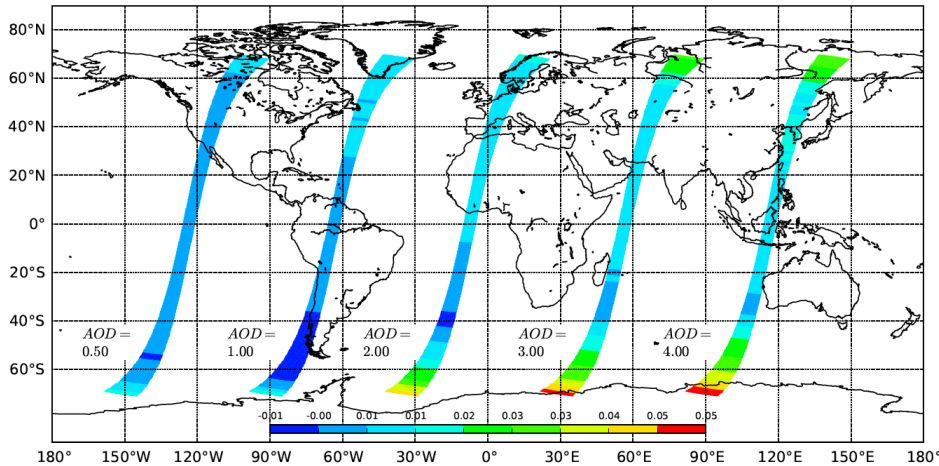 80°N
60°N
40°N
20°N
0°
20°S
40°S
60°S
AOD = AOD = AOD = AOD = AOD =
0.50 1.00 2.00 3.00 4.00
-0.01 -0.00 0.01 0.01 0.02 0.03 0.03 0.04 0.05 0.05
180° 150°W 120°W 90°W 60°W 30°W 0° 30°E 60°E 90°E 120°E 150°E 180°